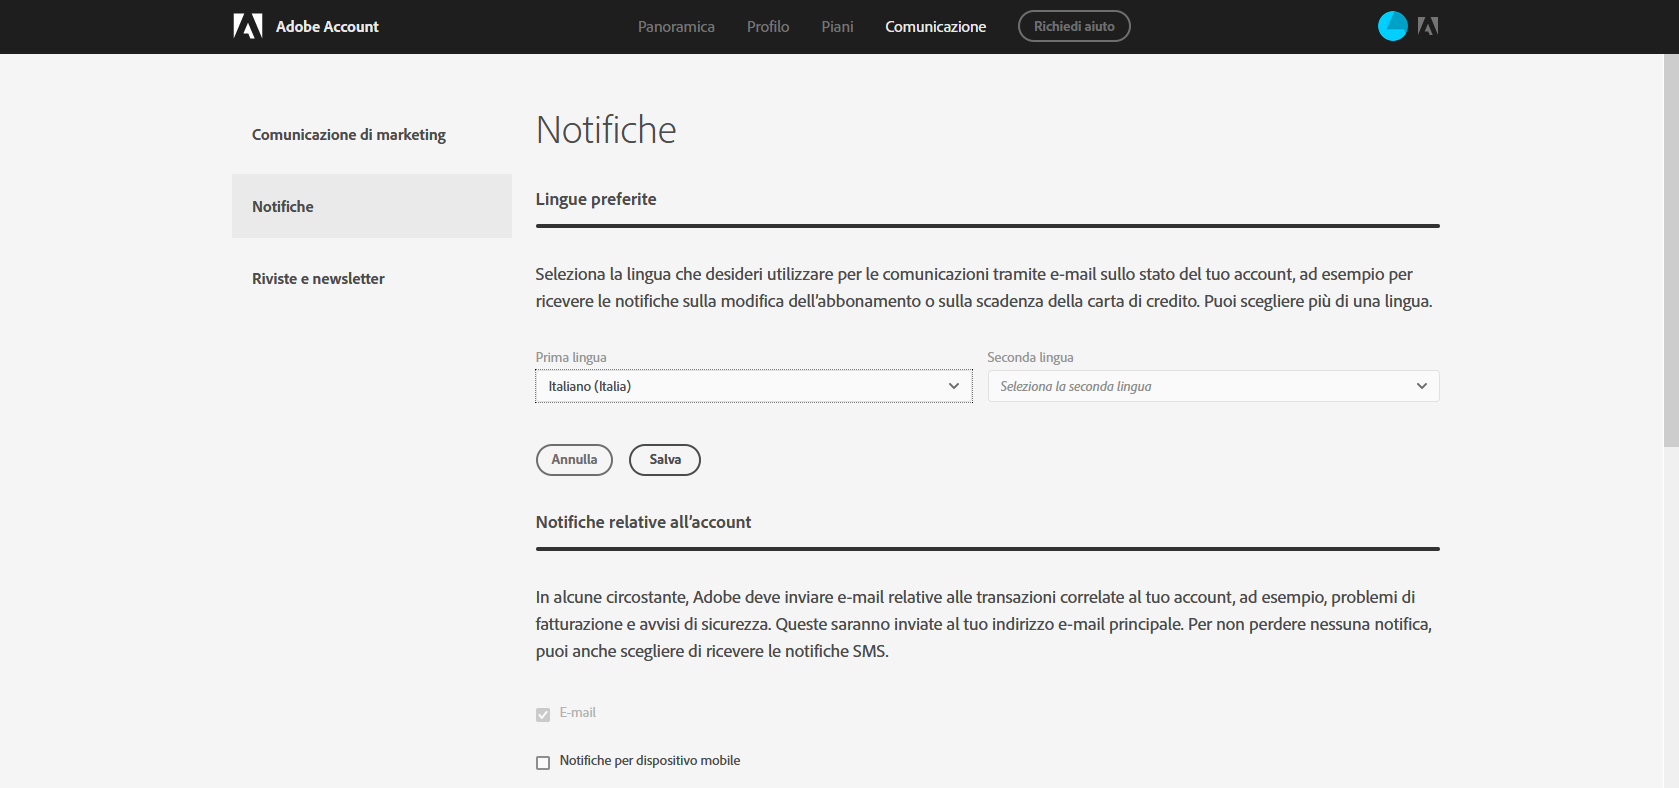 Adobe Account
Panoramica
Profilo
Piani
Comunicazione
Richiedi aiuto
Comunicazione di marketing
Notifiche
Riviste e newsletter
Notifiche
Lingue preferite
Seleziona la lingua che desideri utilizzare per le comunicazioni tramite e-mail sullo stato del tuo account, ad esempio per
ricevere le notifiche sulla modifica dell’abbonamento o sulla scadenza della carta di credito. Puoi scegliere più di una lingua.
Prima lingua
Seconda lingua
Italiano (Italia)
Seleziona la seconda lingua
Annulla
Salva
Notifiche relative all’account
In alcune circostante, Adobe deve inviare e-mail relative alle transazioni correlate al tuo account, ad esempio, problemi di
fatturazione e avvisi di sicurezza. Queste saranno inviate al tuo indirizzo e-mail principale. Per non perdere nessuna notifica,
puoi anche scegliere di ricevere le notifiche SMS.
E-mail
Notifiche per dispositivo mobile